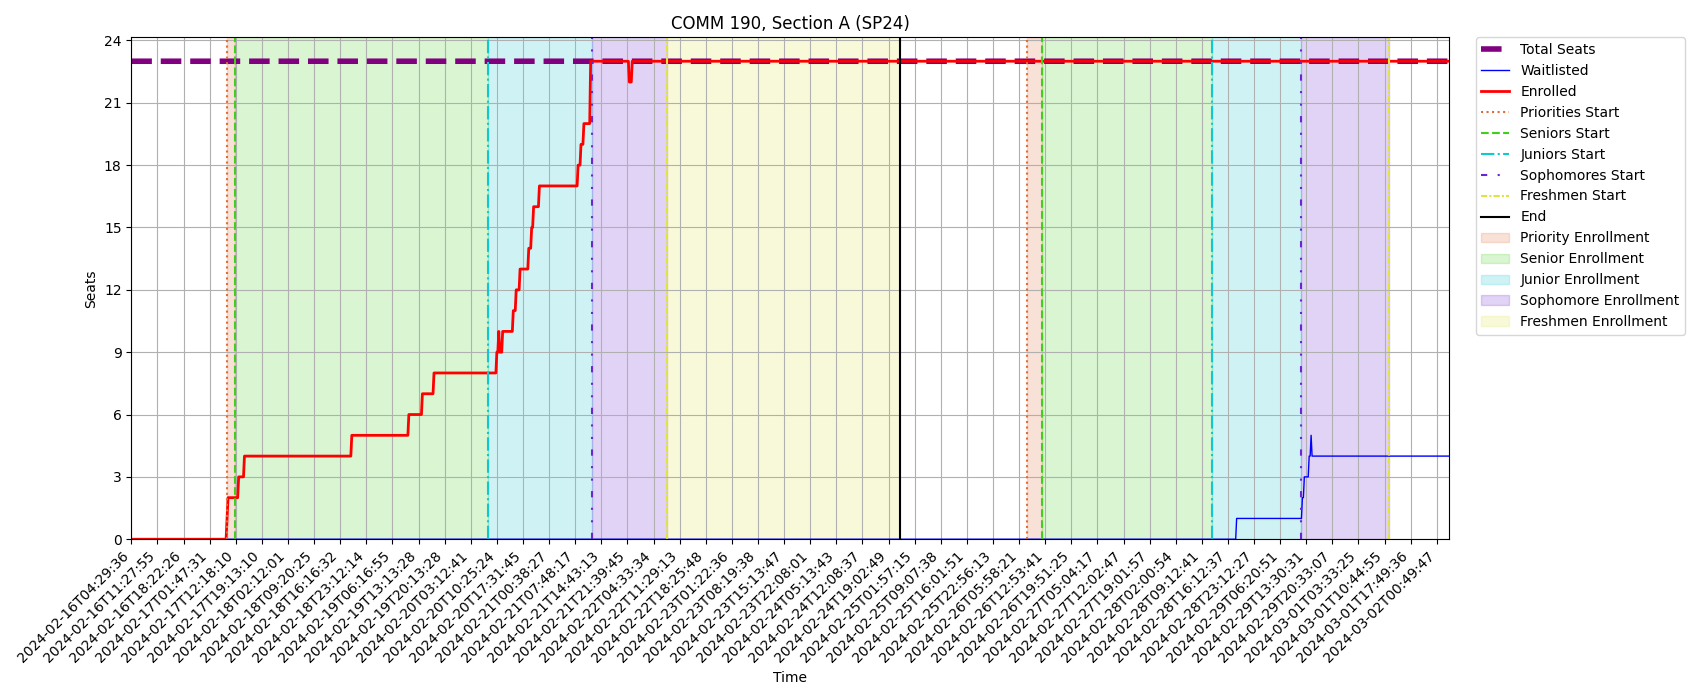 COMM 190, Section A (SP24)
Seats
24
21
18
15
12
9
6
3
0
2024-02-16T04:29:36
2024-02-16T11:27:55
2024-02-16T18:22:26
2024-02-17T01:47:31
2024-02-17T12:18:10
2024-02-17T19:13:10
2024-02-18T02:12:01
2024-02-18T09:20:25
2024-02-18T16:16:32
2024-02-18T23:12:14
2024-02-19T06:16:55
2024-02-19T13:13:28
2024-02-19T20:13:28
2024-02-20T03:12:41
2024-02-20T10:25:24
2024-02-20T17:31:45
2024-02-21T00:38:27
2024-02-21T07:48:17
2024-02-21T14:43:13
2024-02-21T21:39:45
2024-02-22T04:33:34
2024-02-22T11:29:13
2024-02-22T18:25:48
2024-02-23T01:22:36
2024-02-23T08:19:38
2024-02-23T15:13:47
2024-02-23T22:08:01
2024-02-24T05:13:43
2024-02-24T12:08:37
2024-02-24T19:02:49
2024-02-25T01:57:15
2024-02-25T09:07:38
2024-02-25T16:01:51
2024-02-25T22:56:13
2024-02-26T05:58:21
2024-02-26T12:53:41
2024-02-26T19:51:25
2024-02-27T05:04:17
2024-02-27T12:02:47
2024-02-27T19:01:57
2024-02-28T02:00:54
2024-02-28T09:12:41
2024-02-28T16:12:37
2024-02-28T23:12:27
2024-02-29T06:20:51
2024-02-29T13:30:31
2024-02-29T20:33:07
2024-03-01T03:33:25
2024-03-01T10:44:55
2024-03-01T17:49:36
2024-03-02T00:49:47
Time
Total Seats
Waitlisted
Enrolled
Priorities Start
Seniors Start
Juniors Start
Sophomores Start
Freshmen Start
End
Priority Enrollment
Senior Enrollment
Junior Enrollment
Sophomore Enrollment
Freshmen Enrollment